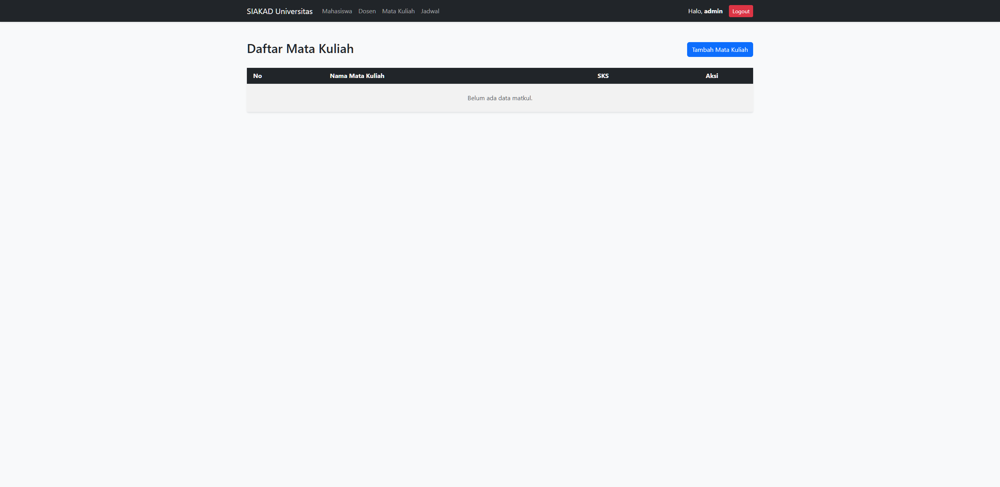 SIAKAD Universitas Mahasiswa Dosen Mata Kuliah Jadwal Halo, admin Logout
Daftar Mata Kuliah Tambah Mata Kuliah
No Nama Mata Kuliah SKS Aksi
Belum ada data matkul.